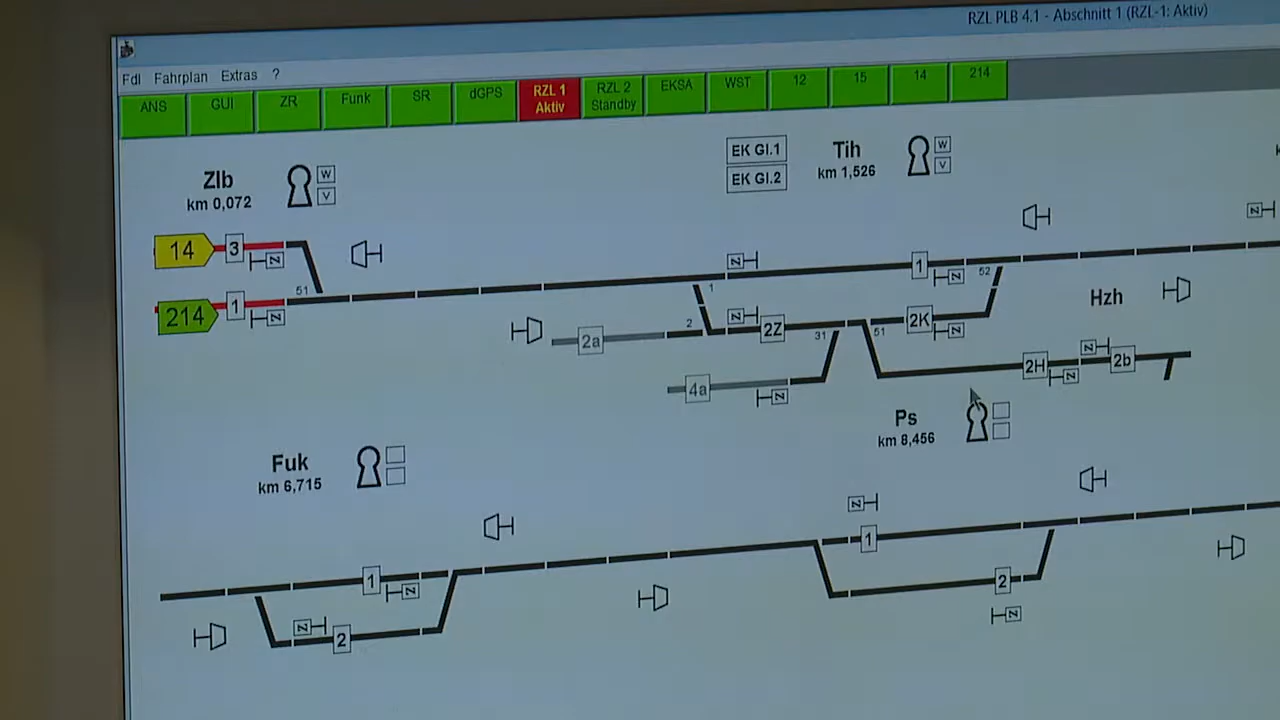 RZL PLB 4.1 - Abschnitt 1 (RZL-1: Aktiv)
Fdl Fahrplan Extras ?
ANS GUI ZR Funk SR dGPS RZL 1 Aktiv RZL 2 Standby EKSA WST 12 15 14 214
Zlb
km 0,072
W
V
EK Gl.1
EK Gl.2
Tih
km 1,526
W
V
14 3 N
51
214 1 N
N 1 N 52 N
1
Hzh
2a 2 N 2Z 31 51 2K N
4a N
2H N N 2b
Ps
km 8,456
Fuk
km 6,715
N
1
1 N
N 2
2
N